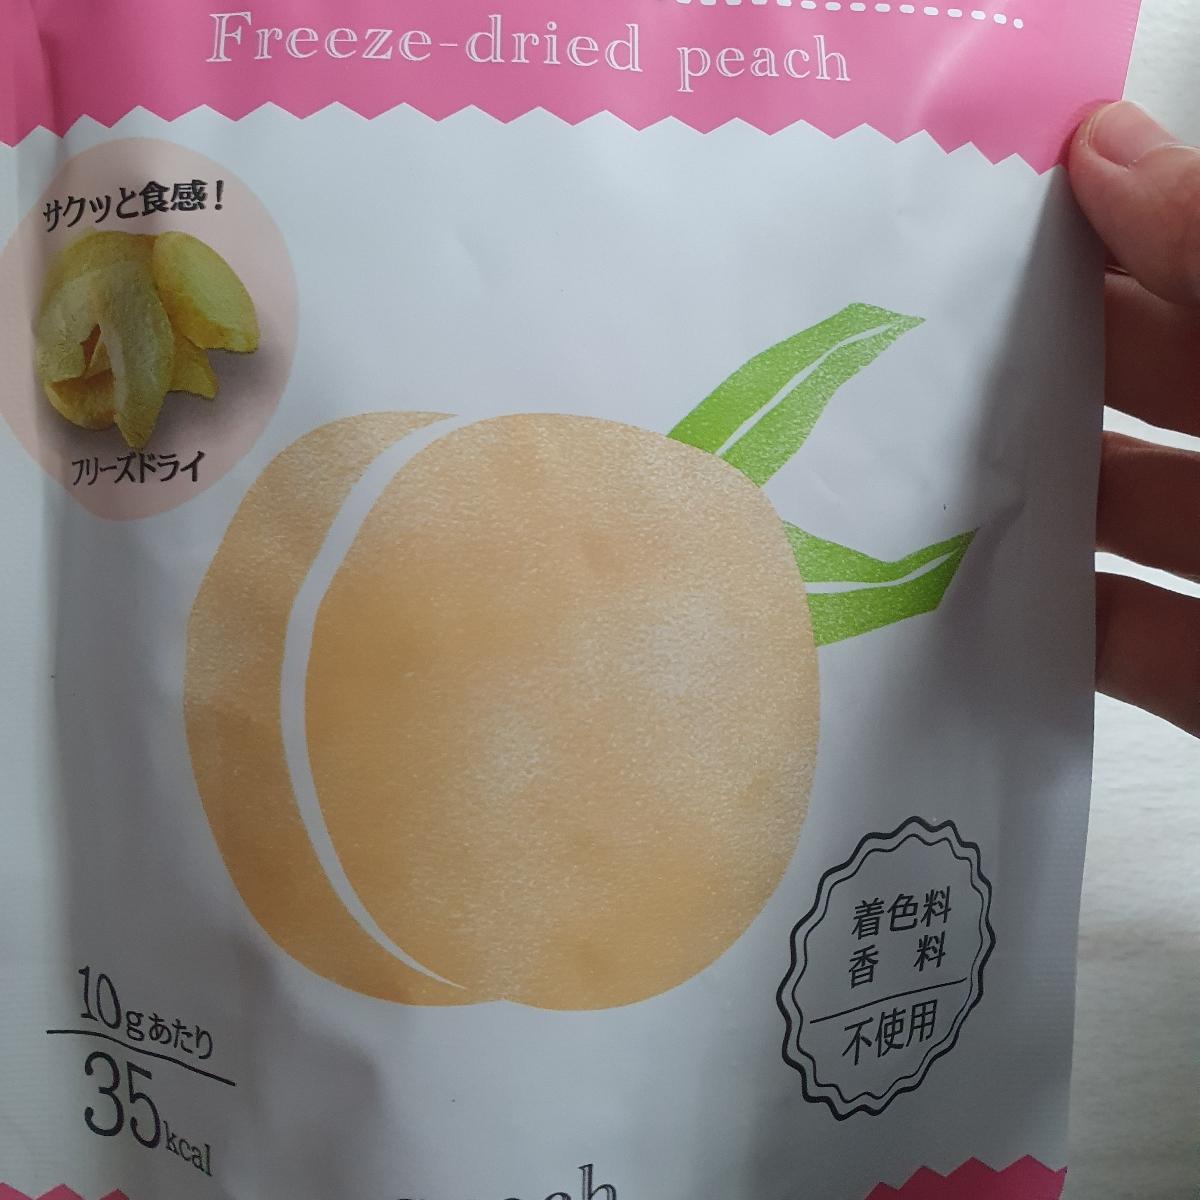 Freeze-dried peach
サクッと食感!
フリーズドライ
着色料
香 料
不使用
10gあたり
35kcal